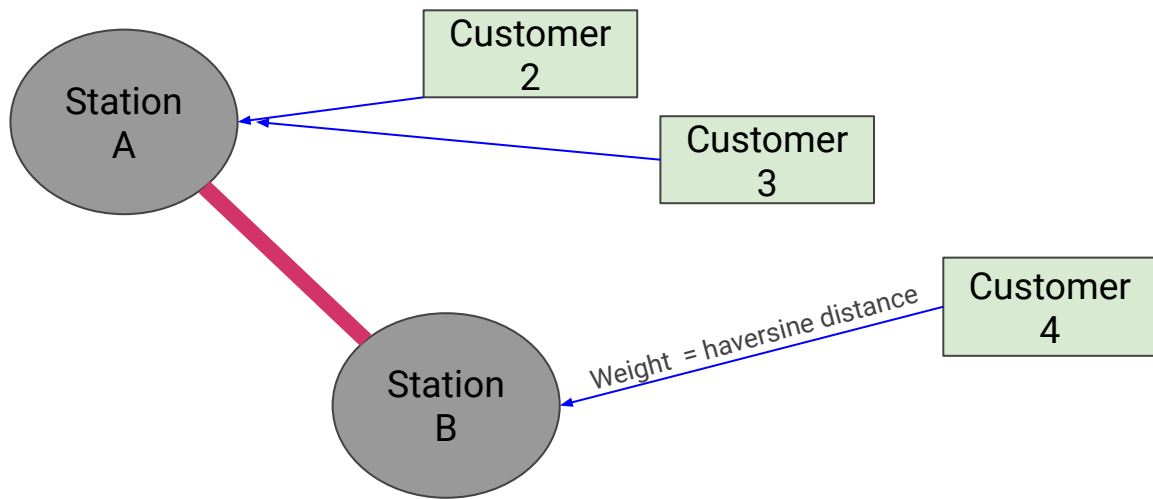 Customer
2
Station
A
Customer
3
Customer
4
Weight = haversine distance
Station
B